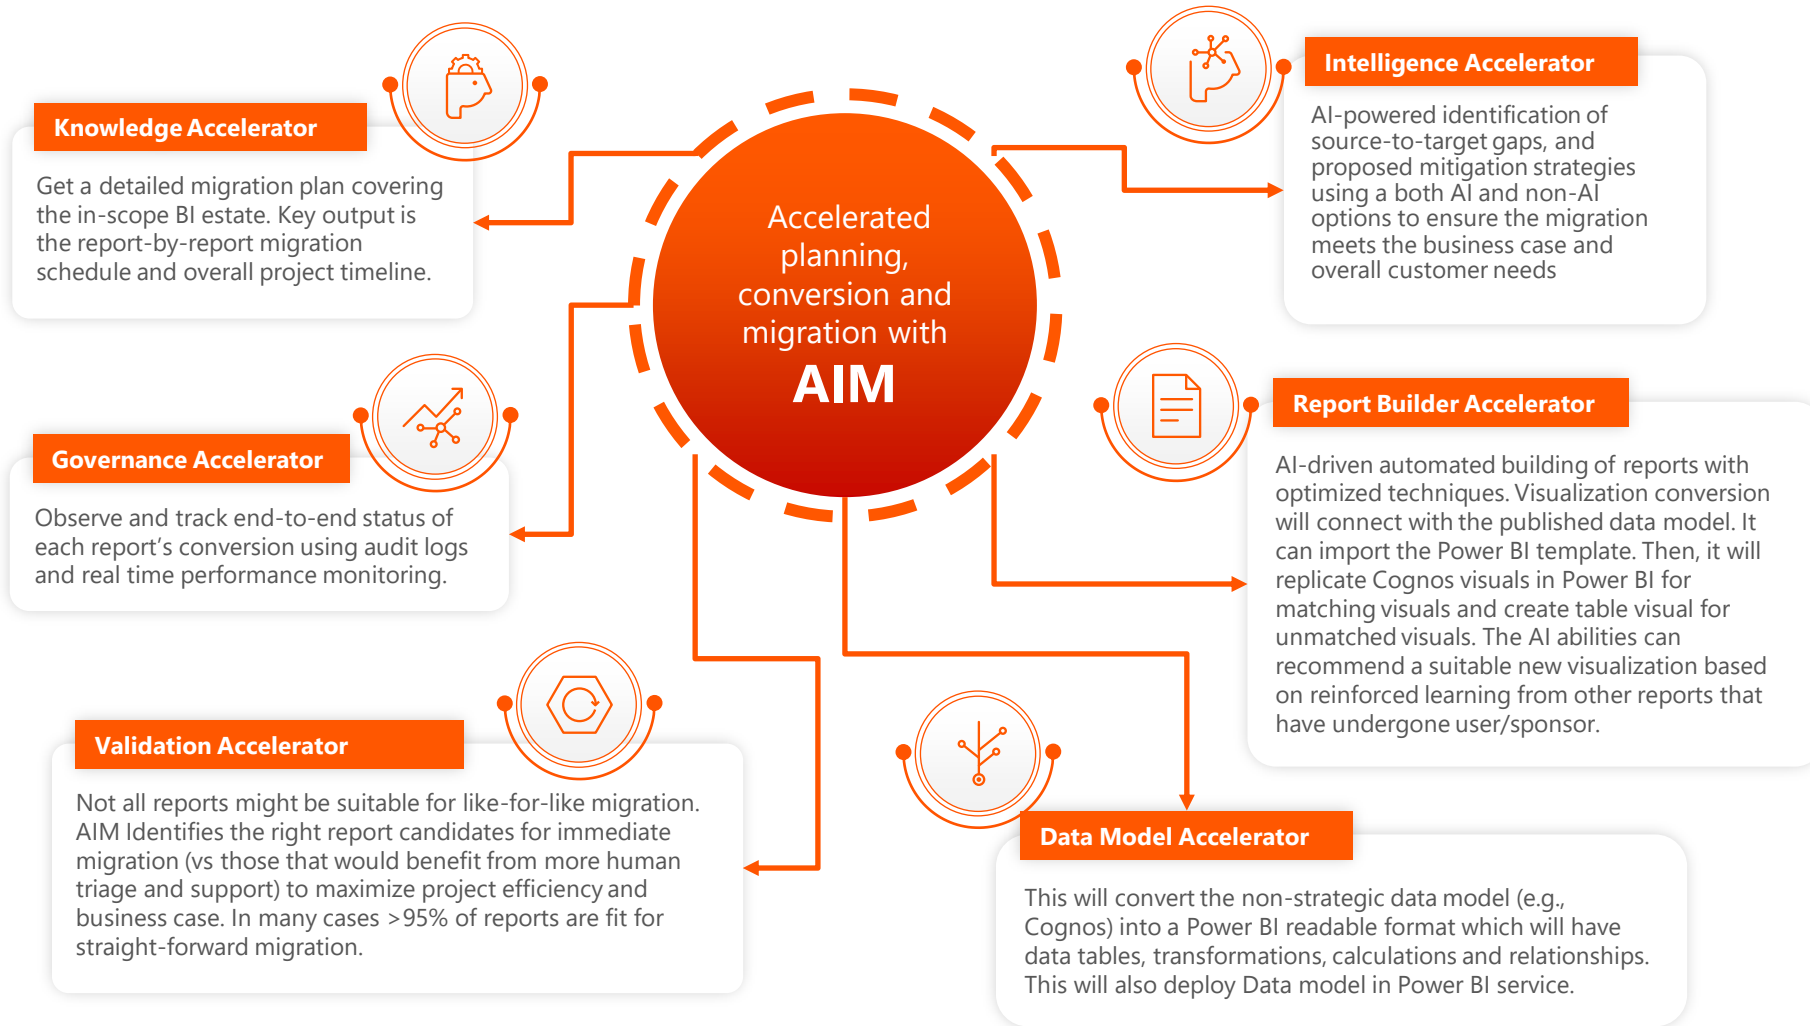 Knowledge Accelerator
Get a detailed migration plan covering
the in-scope BI estate. Key output is
the report-by-report migration
schedule and overall project timeline.
Governance Accelerator
Observe and track end-to-end status of
each report’s conversion using audit logs
and real time performance monitoring.
Validation Accelerator
Not all reports might be suitable for like-for-like migration.
AIM Identifies the right report candidates for immediate
migration (vs those that would benefit from more human
triage and support) to maximize project efficiency and
business case. In many cases >95% of reports are fit for
straight-forward migration.
Accelerated
planning,
conversion and
migration with
AIM
Intelligence Accelerator
AI-powered identification of
source-to-target gaps, and
proposed mitigation strategies
using a both AI and non-AI
options to ensure the migration
meets the business case and
overall customer needs
Report Builder Accelerator
AI-driven automated building of reports with
optimized techniques. Visualization conversion
will connect with the published data model. It
can import the Power BI template. Then, it will
replicate Cognos visuals in Power BI for
matching visuals and create table visual for
unmatched visuals. The AI abilities can
recommend a suitable new visualization based
on reinforced learning from other reports that
have undergone user/sponsor.
Data Model Accelerator
This will convert the non-strategic data model (e.g.,
Cognos) into a Power BI readable format which will have
data tables, transformations, calculations and relationships.
This will also deploy Data model in Power BI service.